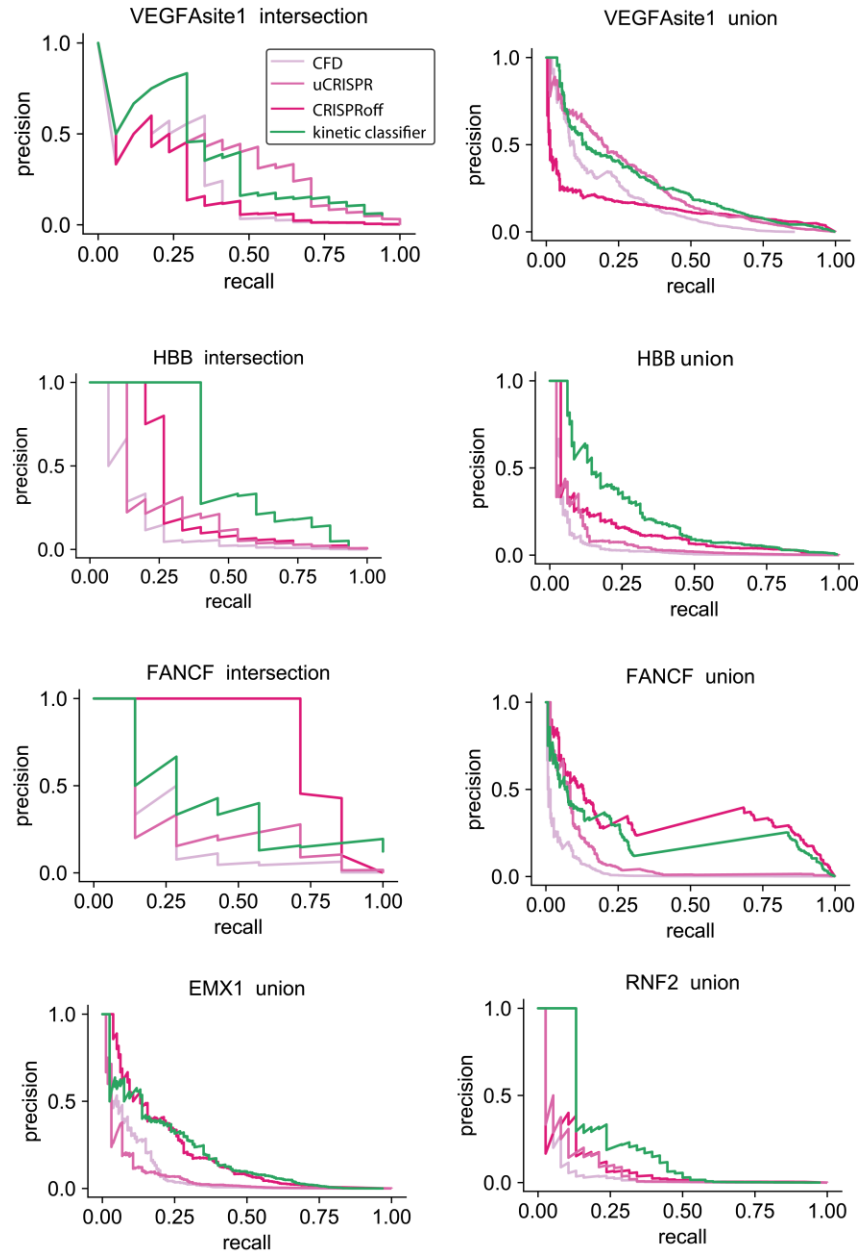 VEGFAsite1 intersection
1.0
0.5
0.0
precision
CFD
uCRISPR
CRISPRoff
kinetic classifier
0.00 0.25 0.50 0.75 1.00
recall
VEGFAsite1 union
1.0
0.5
0.0
precision
0.00 0.25 0.50 0.75 1.00
recall
HBB intersection
1.0
0.5
0.0
precision
0.00 0.25 0.50 0.75 1.00
recall
HBB union
1.0
0.5
0.0
precision
0.00 0.25 0.50 0.75 1.00
recall
FANCF intersection
1.0
0.5
0.0
precision
0.00 0.25 0.50 0.75 1.00
recall
FANCF union
1.0
0.5
0.0
precision
0.00 0.25 0.50 0.75 1.00
recall
EMX1 union
1.0
0.5
0.0
precision
0.00 0.25 0.50 0.75 1.00
recall
RNF2 union
1.0
0.5
0.0
precision
0.00 0.25 0.50 0.75 1.00
recall